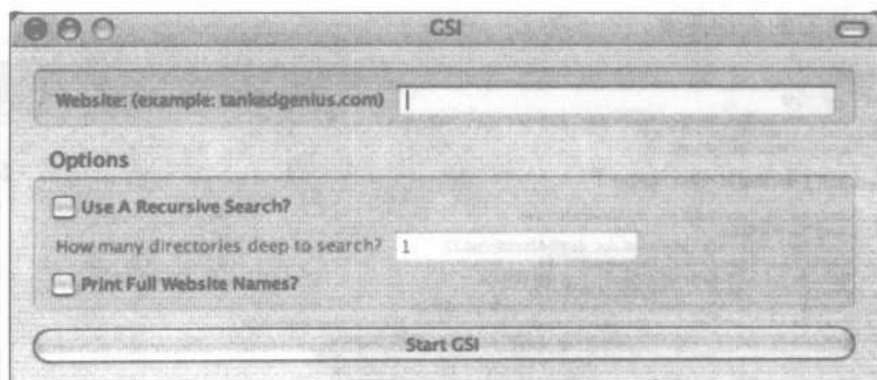 GSI
Website: (example: tankedgenius.com)
Options
Use A Recursive Search?
How many directories deep to search? 1
Print Full Website Names?
Start GSI